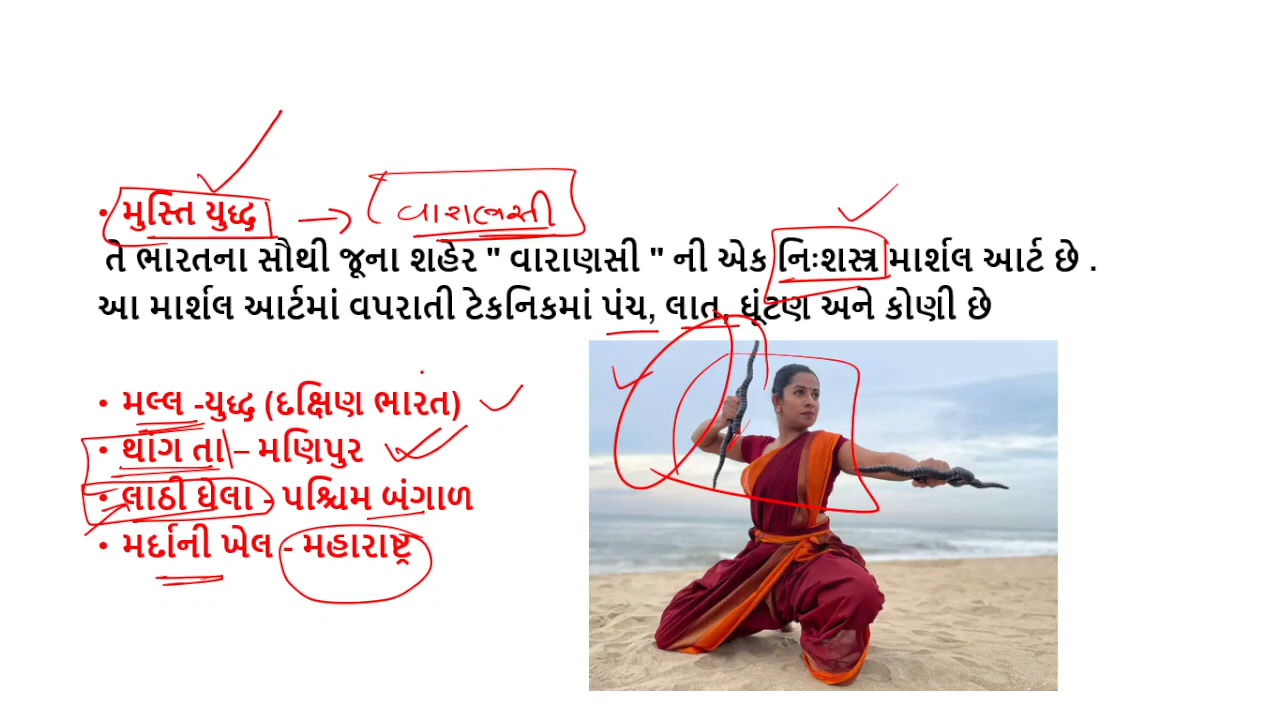 • મુસ્તિ યુદ્ધ → વારાણસી
તે ભારતના સૌથી જૂના શહેર " વારાણસી " ની એક નિઃશસ્ત્ર માર્શલ આર્ટ છે .
આ માર્શલ આર્ટમાં વપરાતી ટેકનિકમાં પંચ, લાત, ઘૂંટણ અને કોણી છે
• મલ્લ -યુદ્ધ (દક્ષિણ ભારત)
• થાંગ તા – મણિપુર
• લાઠી ઘેલા - પશ્ચિમ બંગાળ
• મર્દાની ખેલ - મહારાષ્ટ્ર